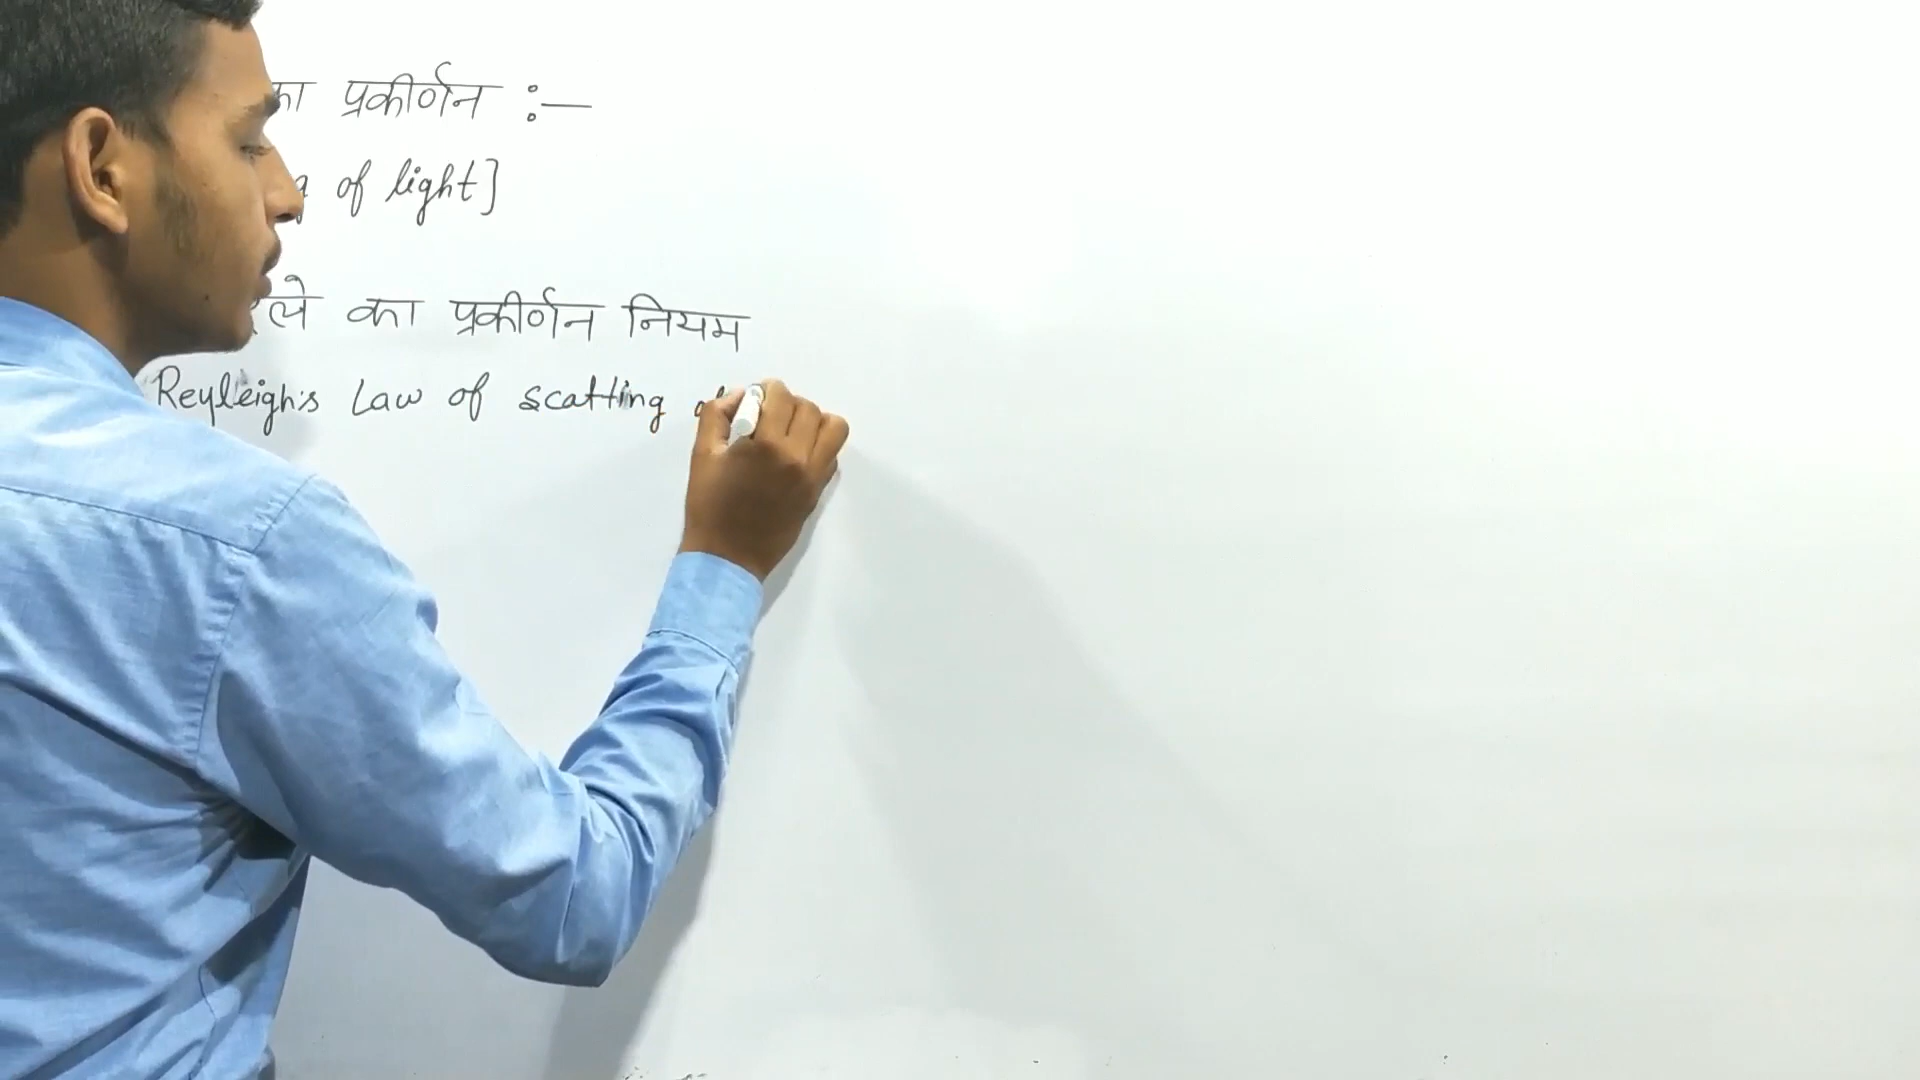 का प्रकीर्णन :—
of light]
का प्रकीर्णन नियम
Reyleigh's Law of scatting